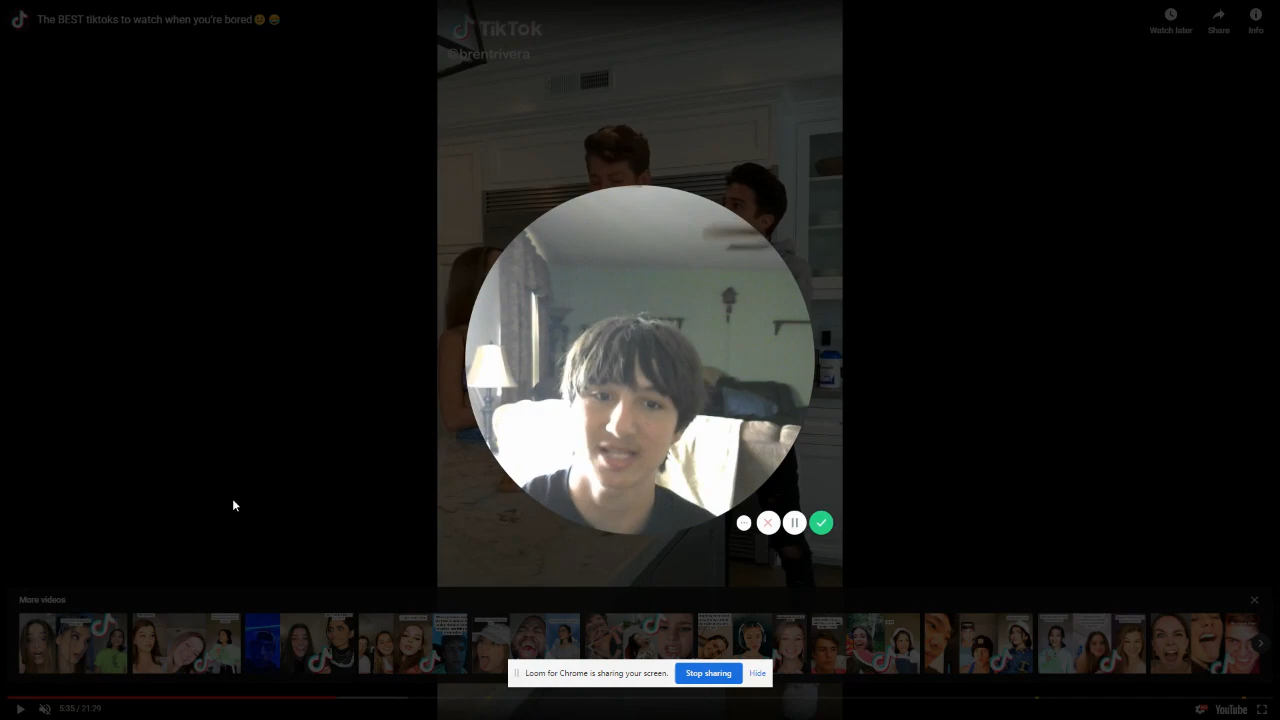 The BEST tiktoks to watch when you're bored😕 😄
Watch later
Share
Info
TikTok
@brentrivera
More videos
Loom for Chrome is sharing your screen.
Stop sharing
Hide
5:35 / 21:29
YouTube